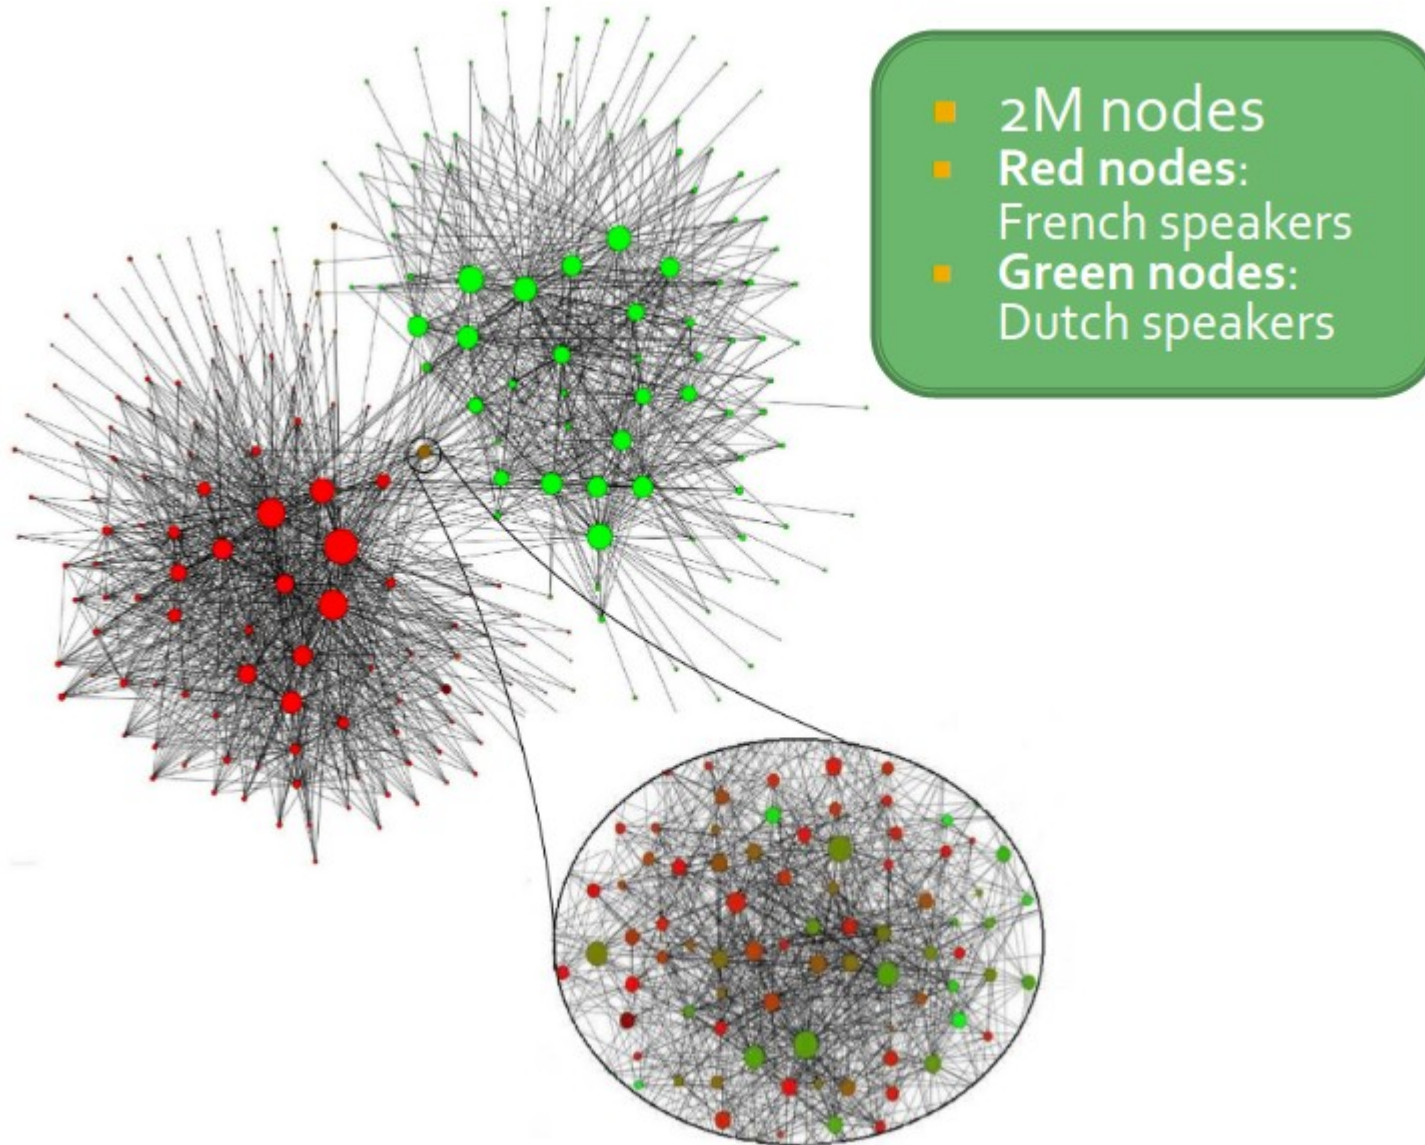 2M nodes
Red nodes:
French speakers
Green nodes:
Dutch speakers